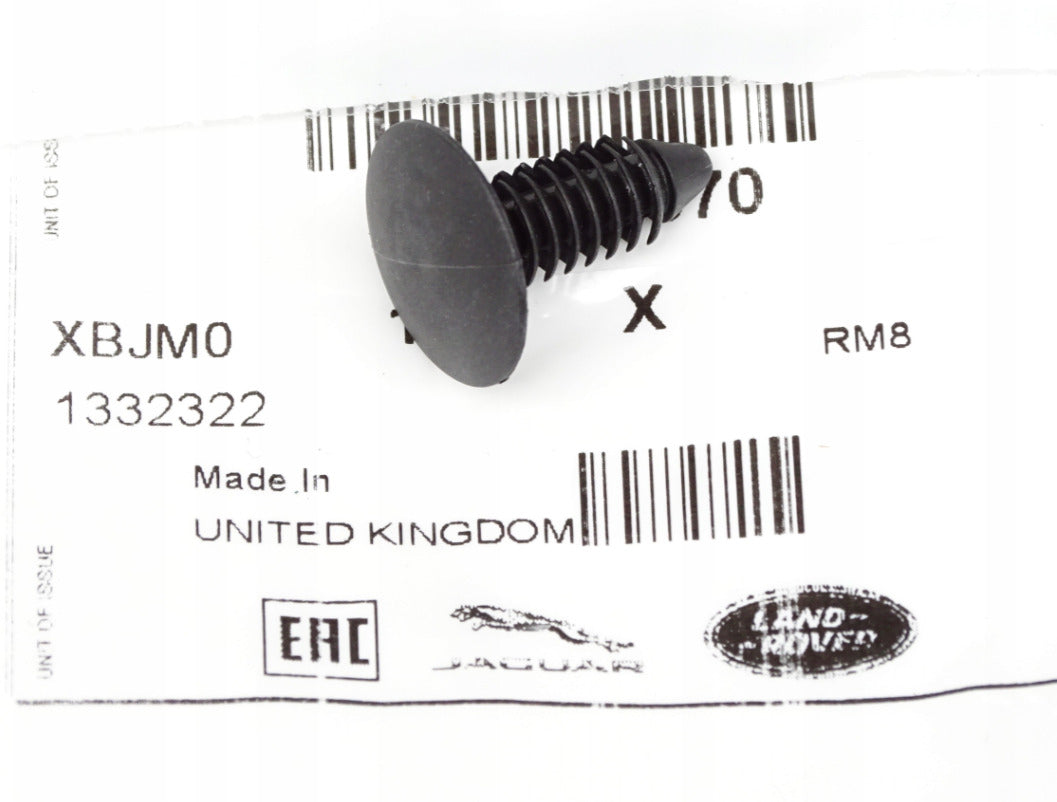 UNIT OF ISS
70
X
XBJM0
RM8
1332322
Made.In
UNITED KINGDOM
UNIT OF ISSUE
EAC
JAGUAR
LAND-
-ROVER